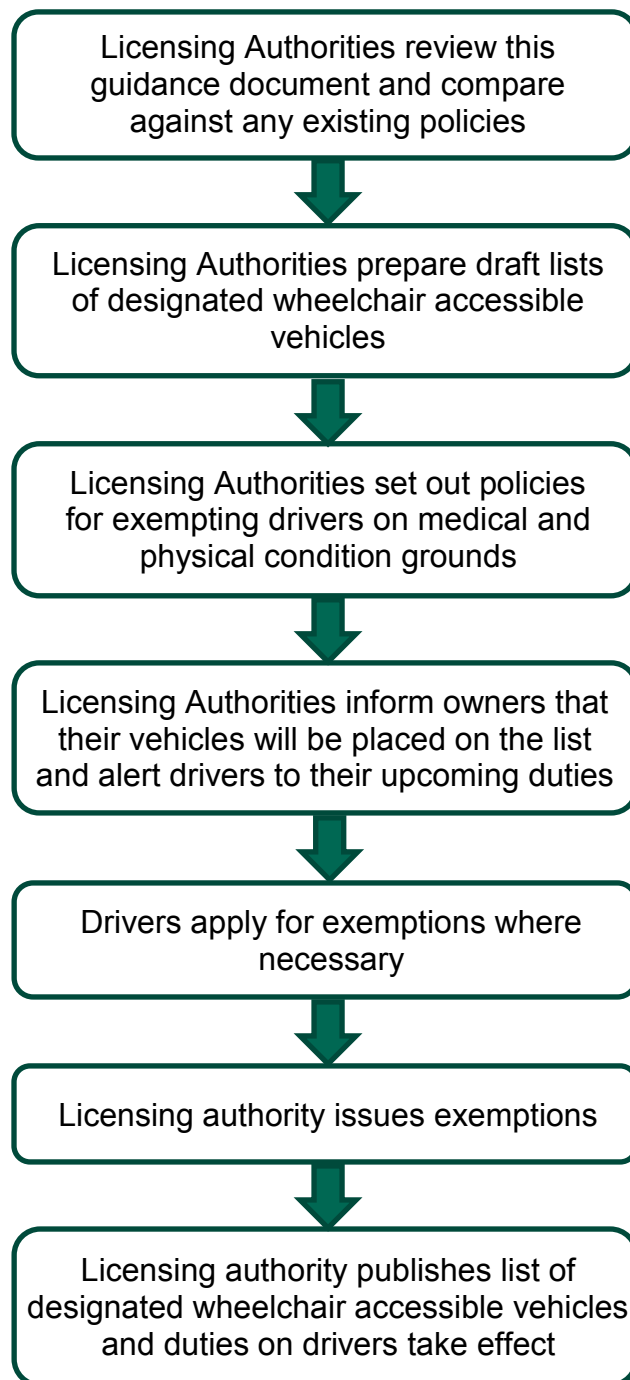 Licensing Authorities review this
guidance document and compare
against any existing policies
Licensing Authorities prepare draft lists
of designated wheelchair accessible
vehicles
Licensing Authorities set out policies
for exempting drivers on medical and
physical condition grounds
Licensing Authorities inform owners that
their vehicles will be placed on the list
and alert drivers to their upcoming duties
Drivers apply for exemptions where
necessary
Licensing authority issues exemptions
Licensing authority publishes list of
designated wheelchair accessible vehicles
and duties on drivers take effect